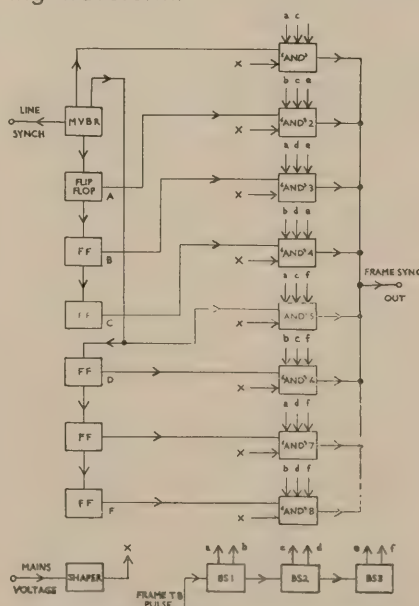 a c
X
'AND'
LINE
SYNCH
MVBR
b c e
FLIP
FLOP
A
X
'AND' 2
a d e
FF
B
X
'AND' 3
b d e
FF
C
X
'AND' 4
FRAME SYNC
OUT
a c f
X
'AND' 5
b c f
FF
D
X
'AND' 6
a d f
FF
X
'AND' 7
b d f
FF
F
X
'AND' 8
MAINS
VOLTAGE
SHAPER
X
FRAME T B
PULSE
a b
BS1
c d
BS2
e f
BS3